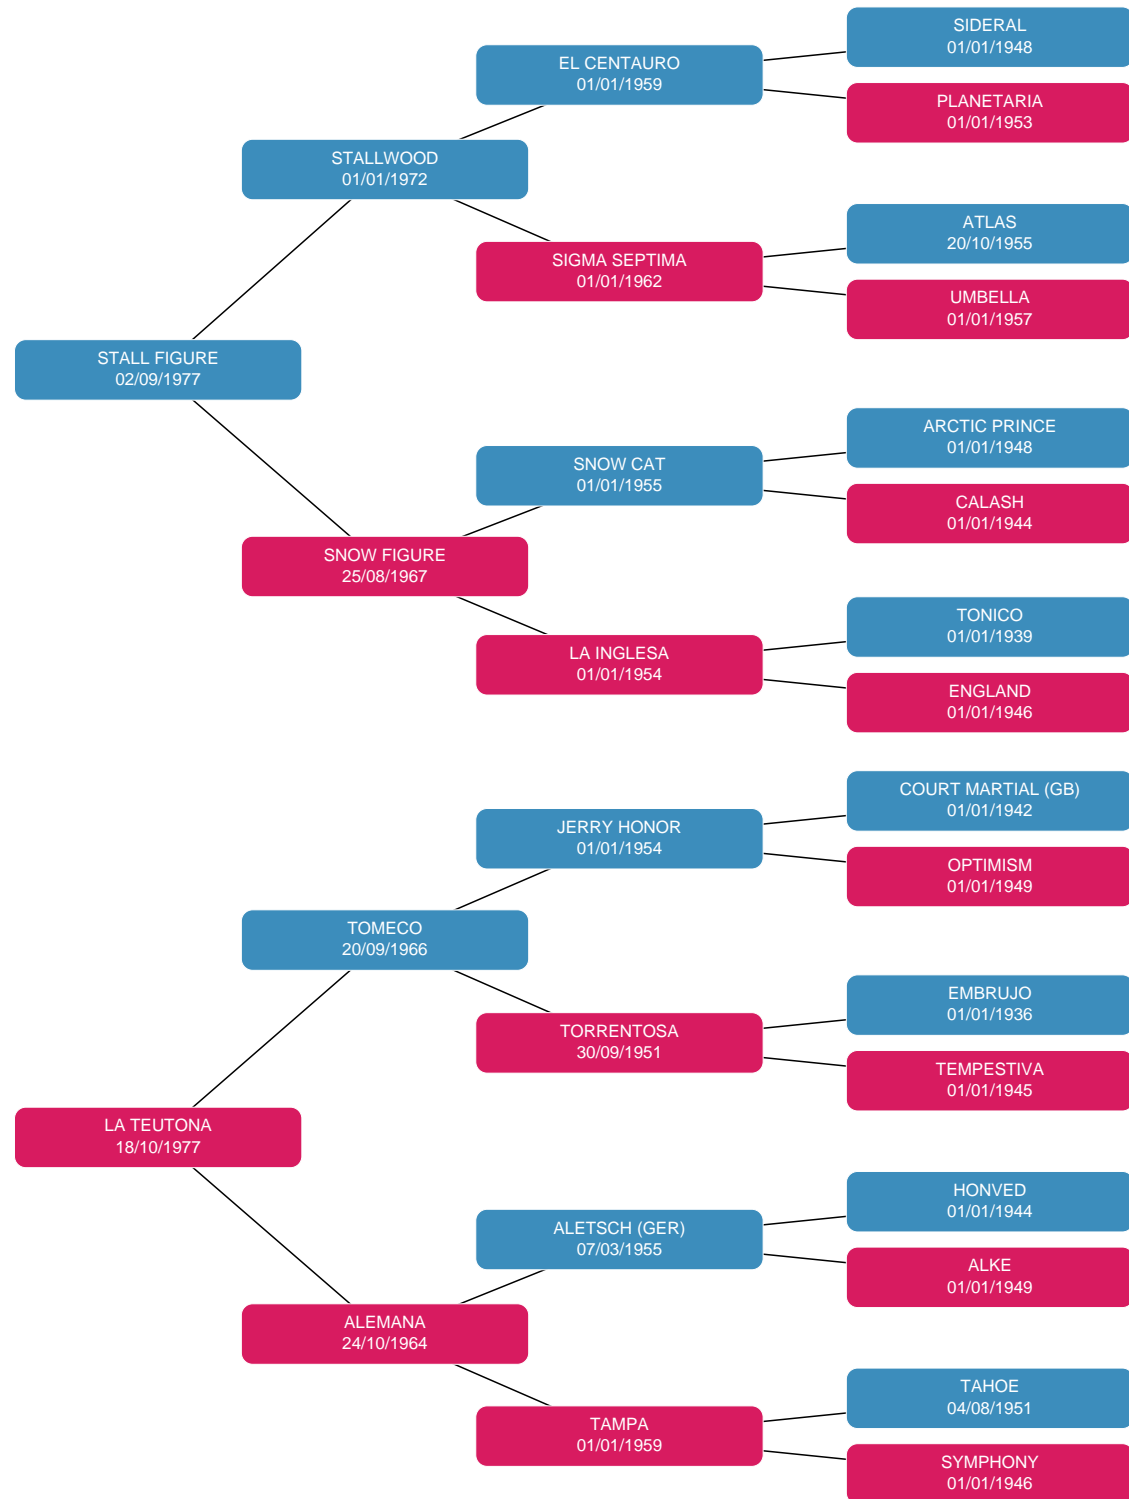 SIDERAL
01/01/1948
EL CENTAURO
01/01/1959
PLANETARIA
01/01/1953
STALLWOOD
01/01/1972
ATLAS
20/10/1955
SIGMA SEPTIMA
01/01/1962
UMBELLA
01/01/1957
STALL FIGURE
02/09/1977
ARCTIC PRINCE
01/01/1948
SNOW CAT
01/01/1955
CALASH
01/01/1944
SNOW FIGURE
25/08/1967
TONICO
01/01/1939
LA INGLESA
01/01/1954
ENGLAND
01/01/1946
COURT MARTIAL (GB)
01/01/1942
JERRY HONOR
01/01/1954
OPTIMISM
01/01/1949
TOMECO
20/09/1966
EMBRUJO
01/01/1936
TORRENTOSA
30/09/1951
TEMPESTIVA
01/01/1945
LA TEUTONA
18/10/1977
HONVED
01/01/1944
ALETSCH (GER)
07/03/1955
ALKE
01/01/1949
ALEMANA
24/10/1964
TAHOE
04/08/1951
TAMPA
01/01/1959
SYMPHONY
01/01/1946